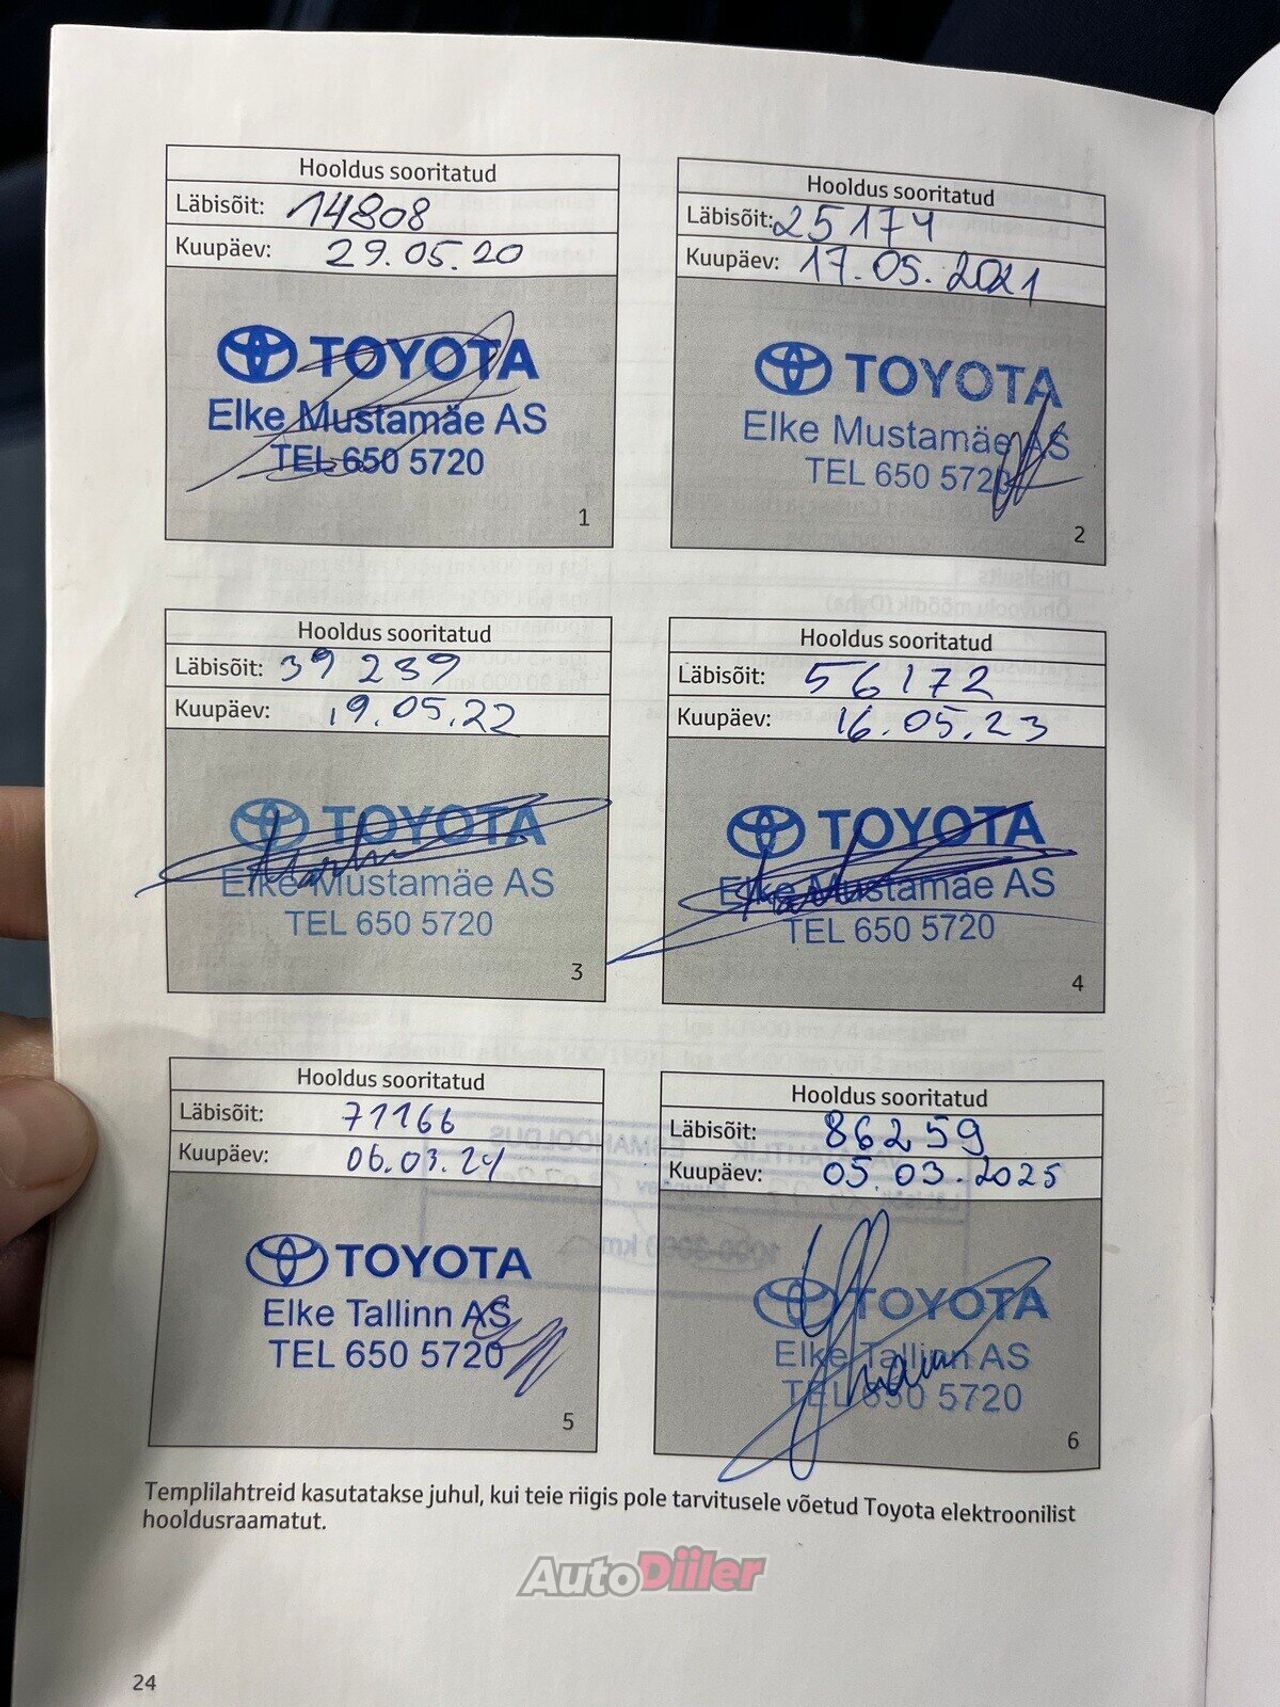 Hooldus sooritatud
Läbisõit: 14808
Kuupäev: 29.05.20
TOYOTA
Elke Mustamäe AS
TEL 650 5720
1
Hooldus sooritatud
Läbisõit: 25174
Kuupäev: 17.05.2021
TOYOTA
Elke Mustamäe AS
TEL 650 5720
2
Hooldus sooritatud
Läbisõit: 39 239
Kuupäev: 19.05.22
TOYOTA
Elke Mustamäe AS
TEL 650 5720
3
Hooldus sooritatud
Läbisõit: 56172
Kuupäev: 16.05.23
TOYOTA
Elke Mustamäe AS
TEL 650 5720
4
Hooldus sooritatud
Läbisõit: 71166
Kuupäev: 06.03.24
TOYOTA
Elke Tallinn AS
TEL 650 5720
5
Hooldus sooritatud
Läbisõit: 86259
Kuupäev: 05.03.2025
TOYOTA
Elke Tallinn AS
TEL 650 5720
6
Templilahtreid kasutatakse juhul, kui teie riigis pole tarvitusele võetud Toyota elektroonilist
hooldusraamatut.
AutoDiiler
24